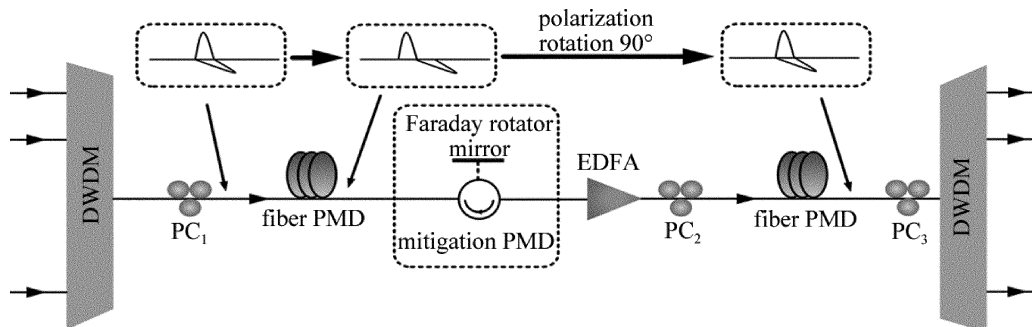 polarization
rotation 90°
Faraday rotator
mirror
EDFA
DWDM
DWDM
PC₁
fiber PMD
mitigation PMD
PC₂
fiber PMD
PC₃